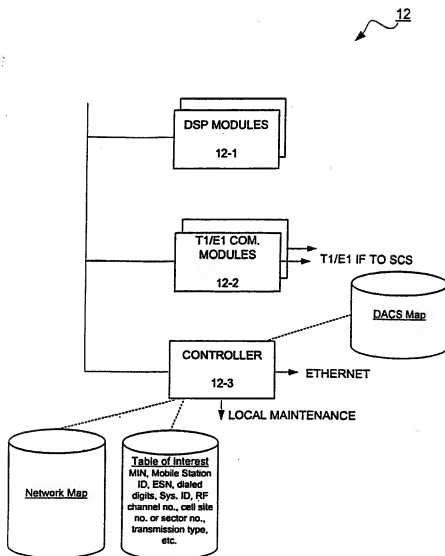 12
DSP MODULES
12-1
T1/E1 COM.
MODULES
12-2
T1/E1 IF TO SCS
DACS Map
CONTROLLER
12-3
ETHERNET
LOCAL MAINTENANCE
Network Map
Table of Interest
MIN, Mobile Station
ID, ESN, dialed
digits, Sys. ID, RF
channel no., cell site
no. or sector no.,
transmission type,
etc.